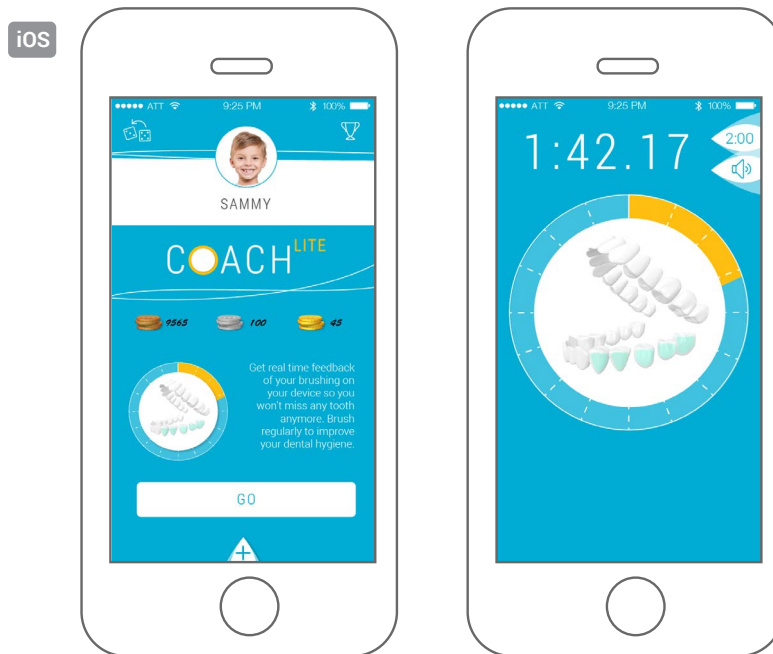 iOS
ATT 9:25 PM 100%
SAMMY
COACH LITE
9565 100 45
Get real time feedback
of your brushing on
your device so you
won't miss any tooth
anymore. Brush
regularly to improve
your dental hygiene.
GO
ATT 9:25 PM 100%
1:42.17
2:00